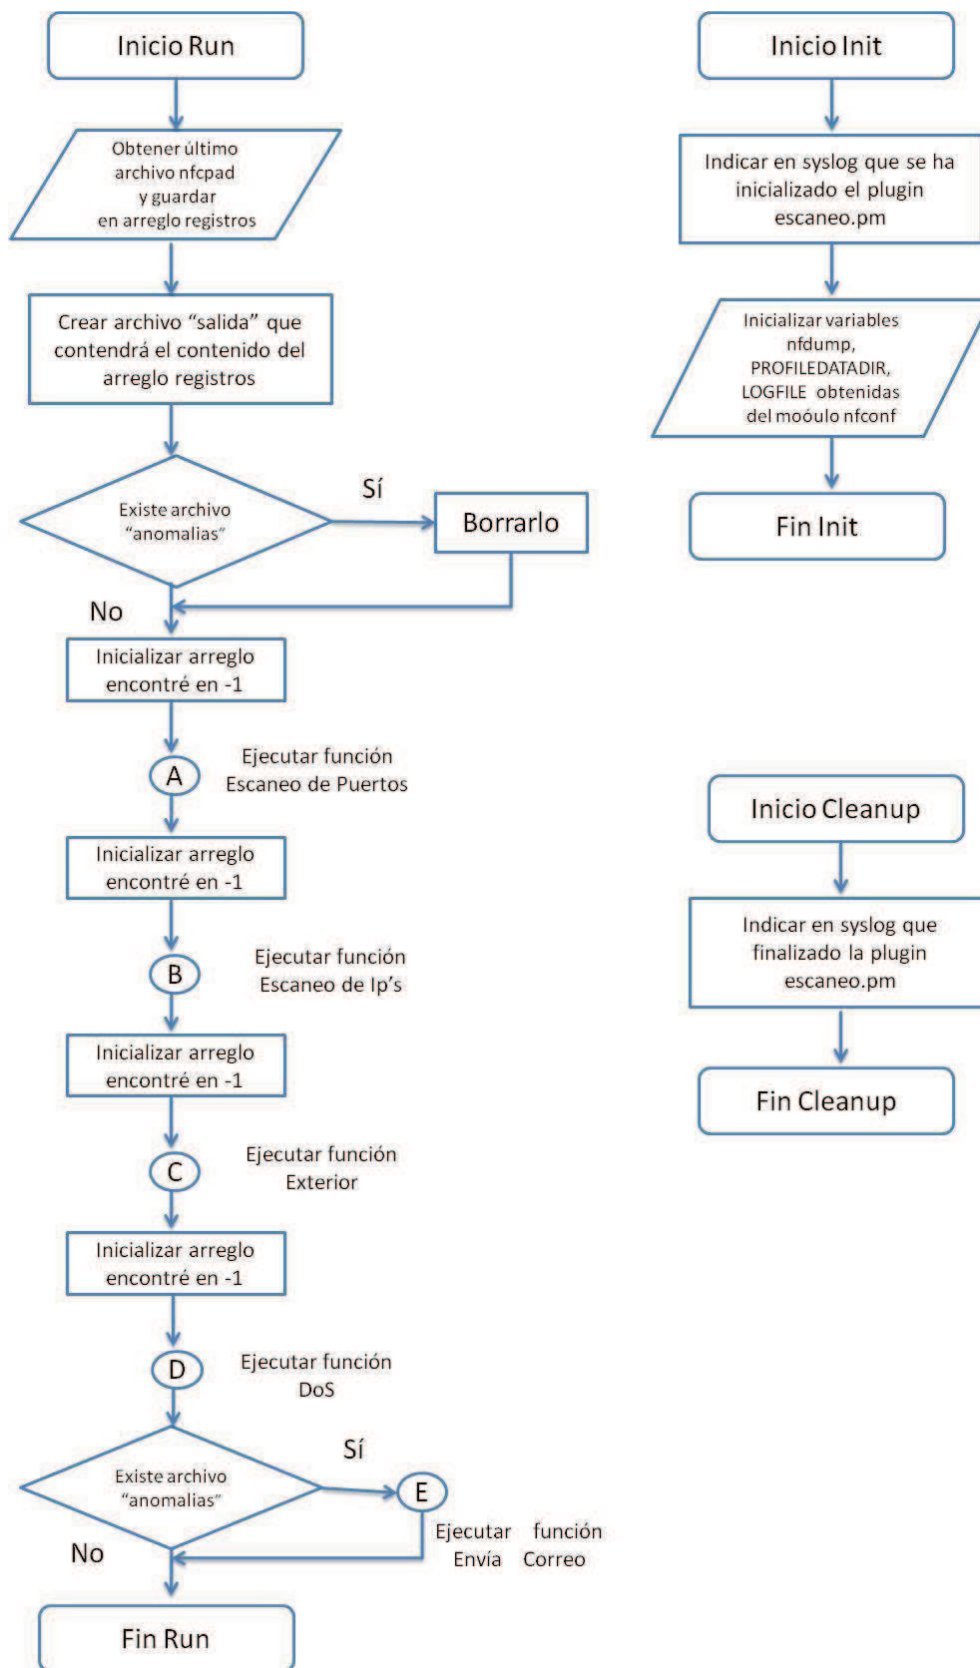 Inicio Run
Obtener último
archivo nfcpad
y guardar
en arreglo registros
Crear archivo “salida” que
contendrá el contenido del
arreglo registros
Existe archivo
“anomalias”
Sí
Borrarlo
No
Inicializar arreglo
encontré en -1
A
Ejecutar función
Escaneo de Puertos
Inicializar arreglo
encontré en -1
B
Ejecutar función
Escaneo de Ip’s
Inicializar arreglo
encontré en -1
C
Ejecutar función
Exterior
Inicializar arreglo
encontré en -1
D
Ejecutar función
DoS
Existe archivo
“anomalias”
Sí
E
Ejecutar función
Envía Correo
No
Fin Run
Inicio Init
Indicar en syslog que se ha
inicializado el plugin
escaneo.pm
Inicializar variables
nfdump,
PROFILEDATADIR,
LOGFILE obtenidas
del moóulo nfconf
Fin Init
Inicio Cleanup
Indicar en syslog que
finalizado la plugin
escaneo.pm
Fin Cleanup